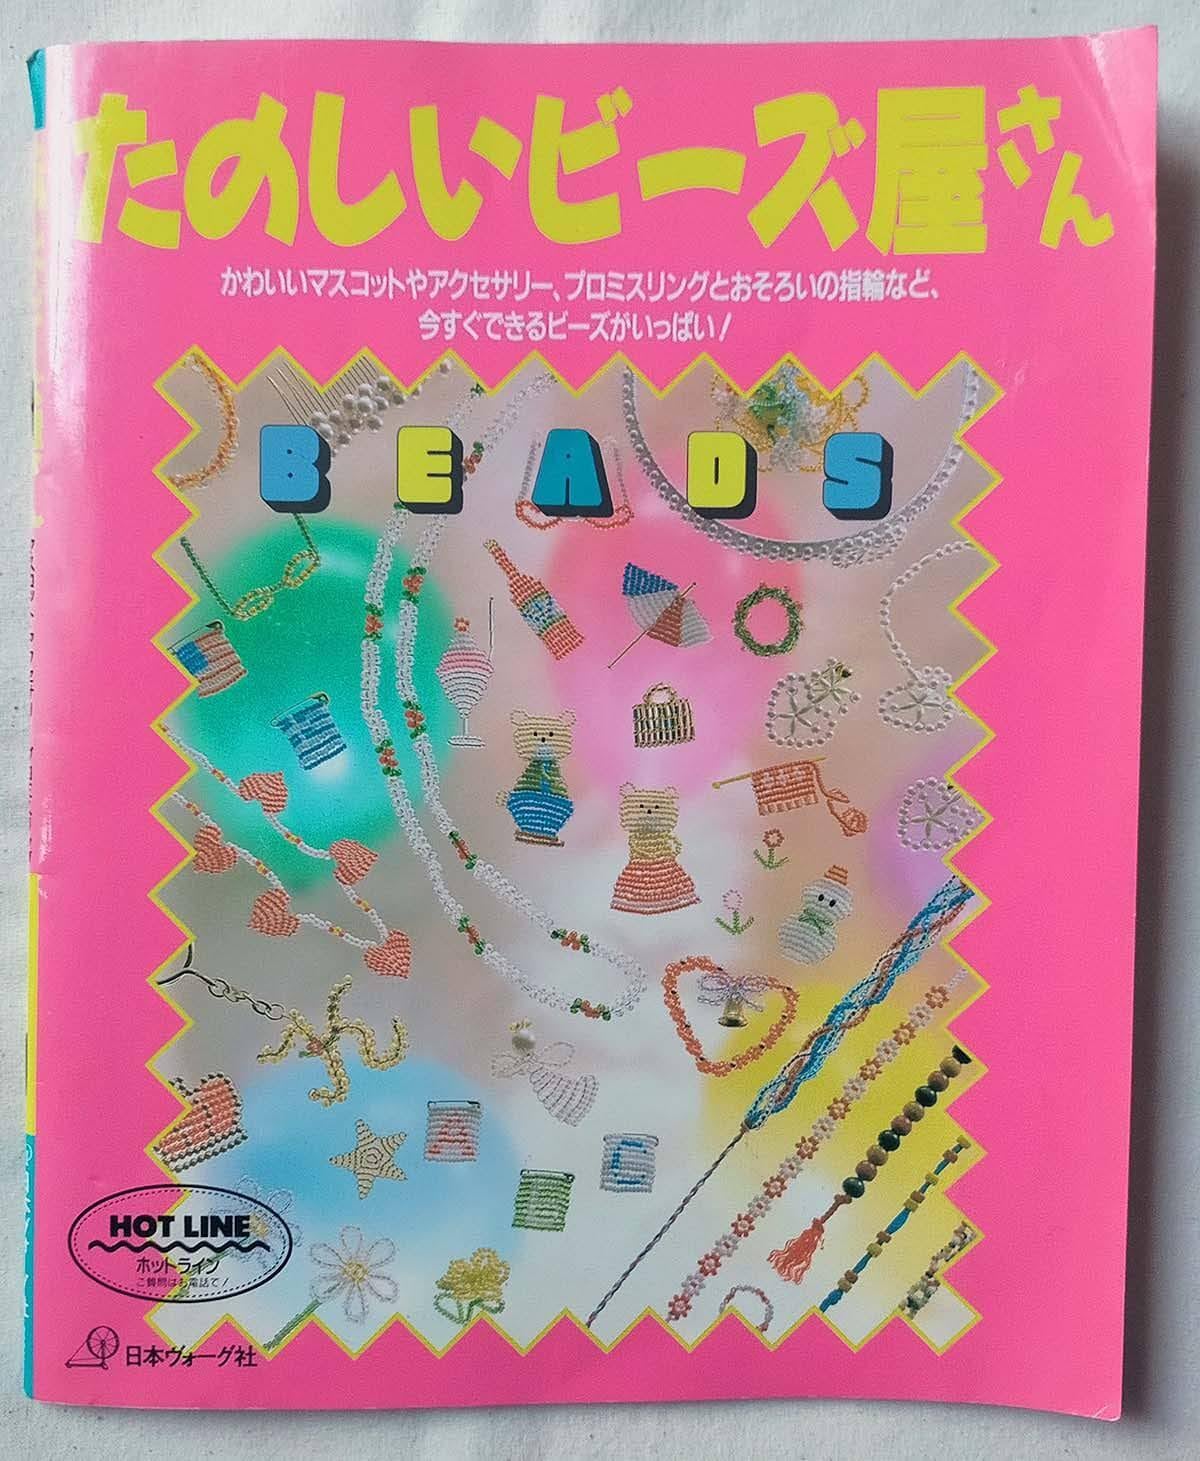 たのしいビーズ屋さん
かわいいマスコットやアクセサリー、プロミスリングとおそろいの指輪など、
今すぐできるビーズがいっぱい！
BEADS
HOT LINE
ホットライン
ご質問はお電話で！
日本ヴォーグ社